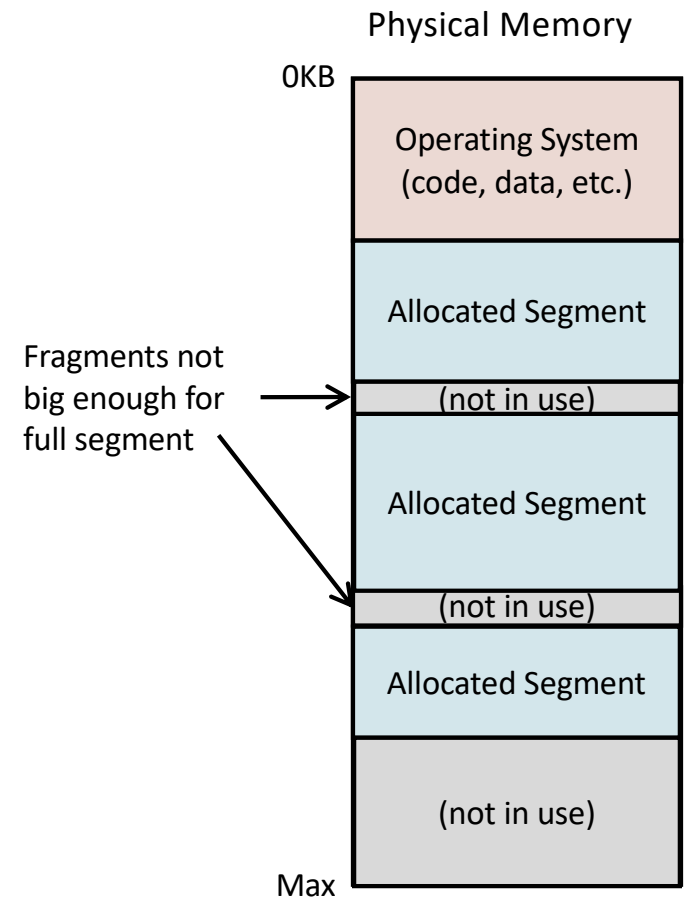 Physical Memory
0KB
Operating System
(code, data, etc.)
Allocated Segment
Fragments not
big enough for
full segment
(not in use)
Allocated Segment
(not in use)
Allocated Segment
(not in use)
Max